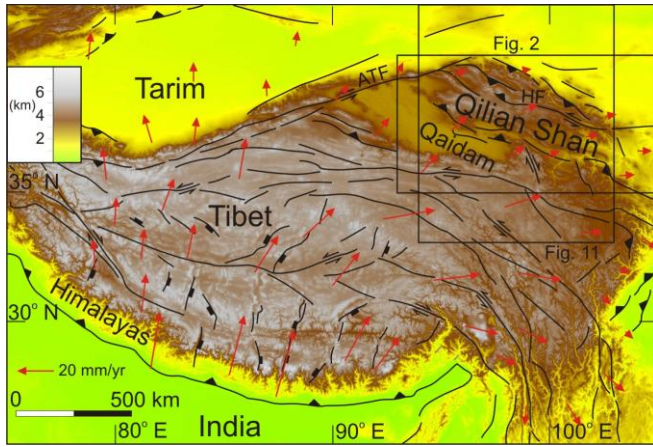 Fig. 2
ATF
HF
Tarim
Qilian Shan
Qaidam
6
(km)
4
2
35° N
Tibet
Fig. 11
Himalayas
30° N
20 mm/yr
0 500 km
India
80° E 90° E 100° E